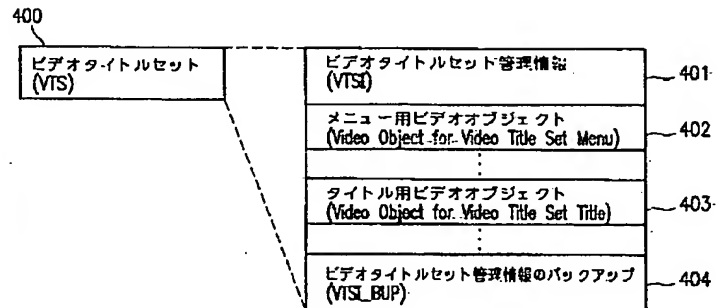 400
ビデオタイトルセット
(VTS)
ビデオタイトルセット管理情報
(VTSI)
401
メニュー用ビデオオブジェクト
(Video Object for Video Title Set Menu)
402
タイトル用ビデオオブジェクト
(Video Object for Video Title Set Title)
403
ビデオタイトルセット管理情報のバックアップ
(VTSI_BUP)
404